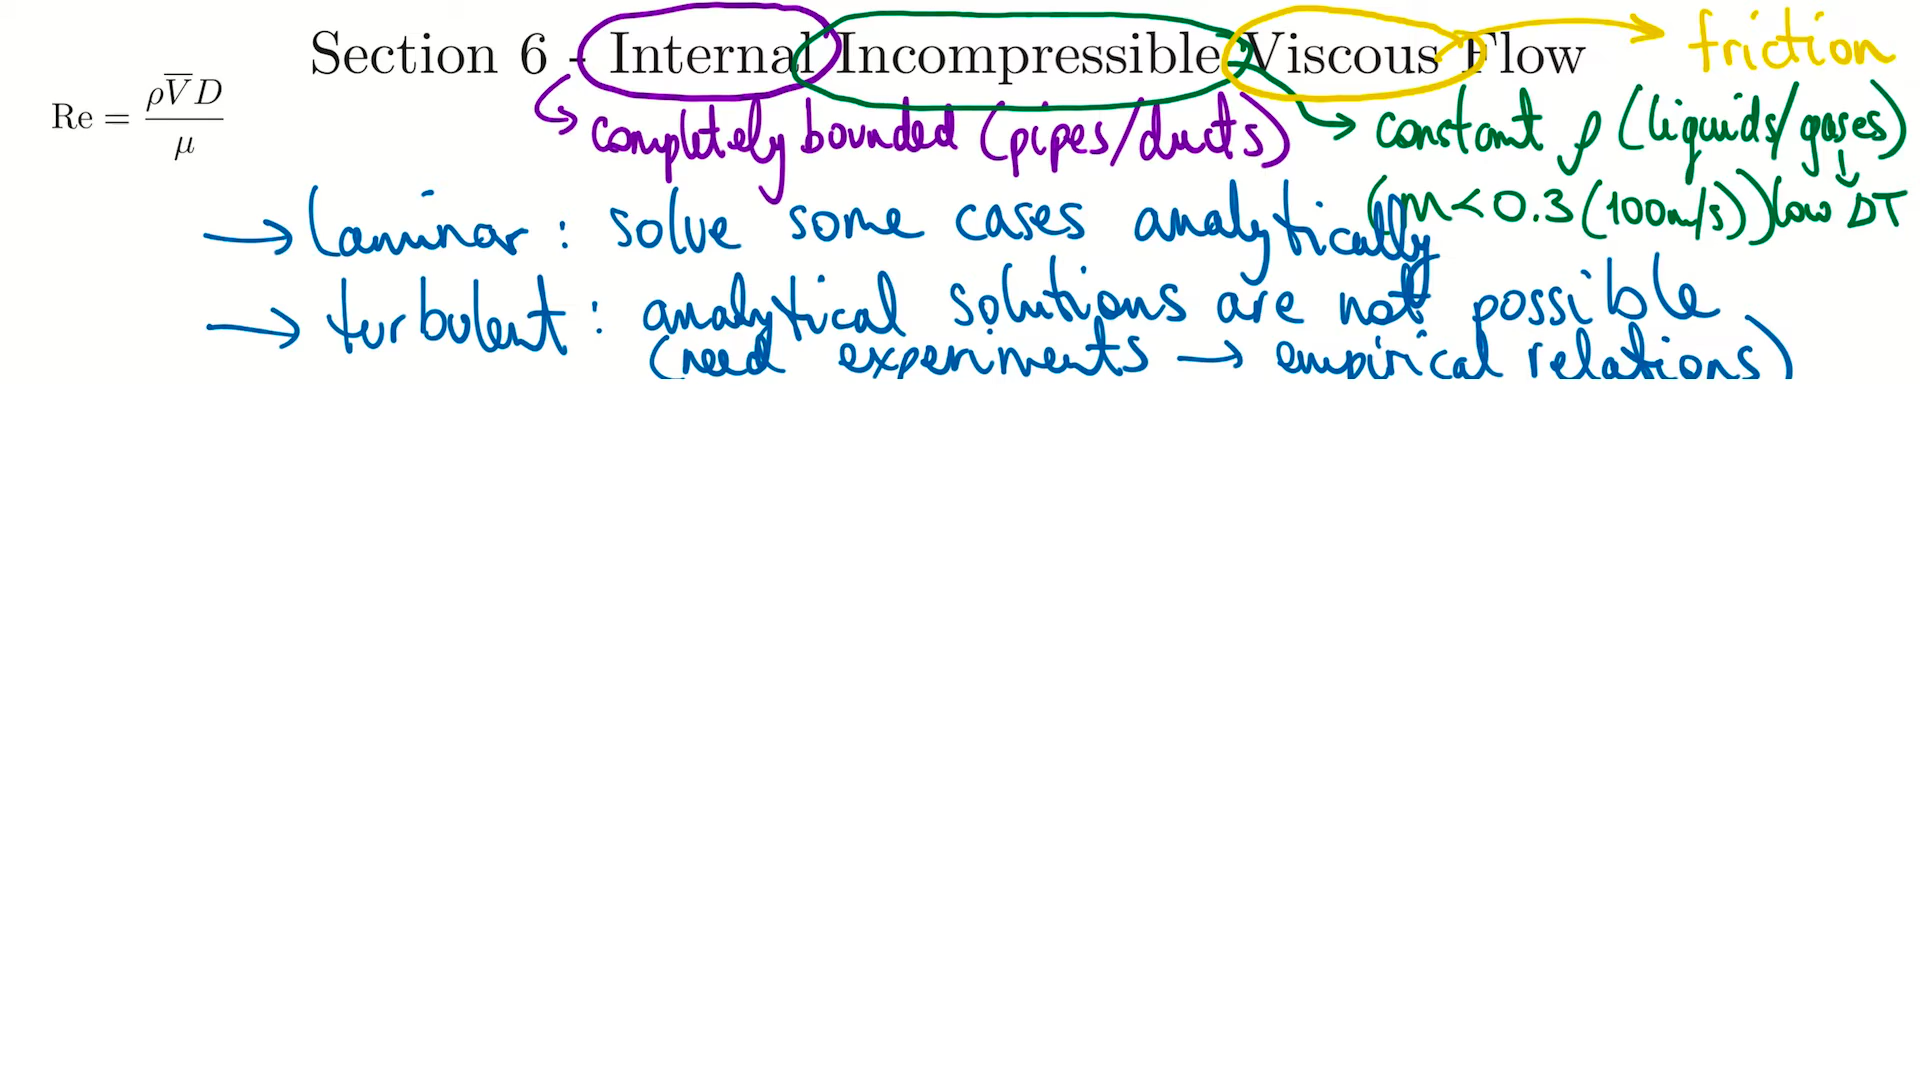 Section 6 - Internal Incompressible Viscous Flow → friction
Re = ρV̅D / μ
↳ completely bounded (pipes/ducts)
→ constant ρ (liquids/gases)
(M < 0.3 (100m/s)) low ΔT
→ laminar : solve some cases analytically
→ turbulent : analytical solutions are not possible
(need experiments → empirical relations)